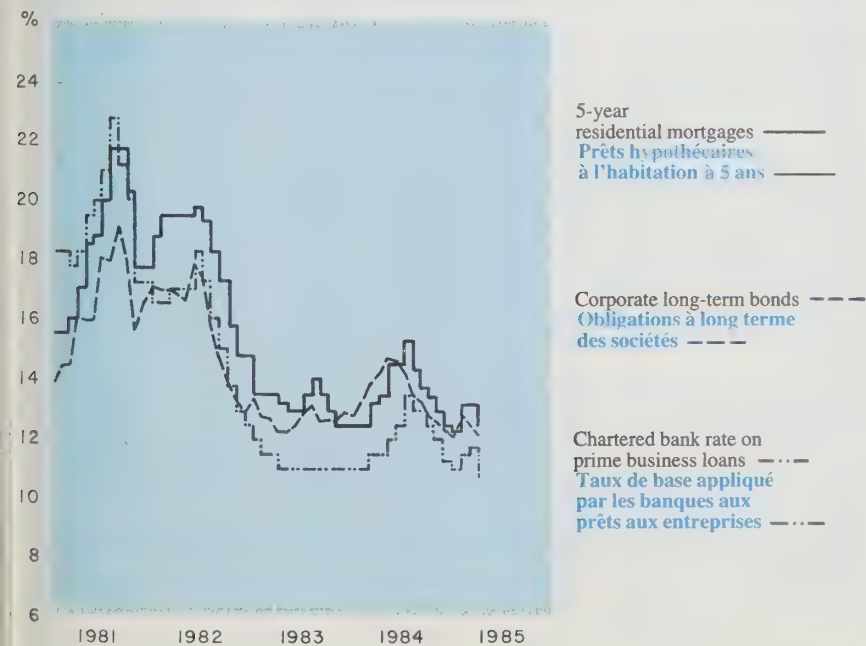 %
24
22
20
18
16
14
12
10
8
6
1981 1982 1983 1984 1985
5-year
residential mortgages
Prêts hypothécaires
à l'habitation à 5 ans
Corporate long-term bonds
Obligations à long terme
des sociétés
Chartered bank rate on
prime business loans
Taux de base appliqué
par les banques aux
prêts aux entreprises